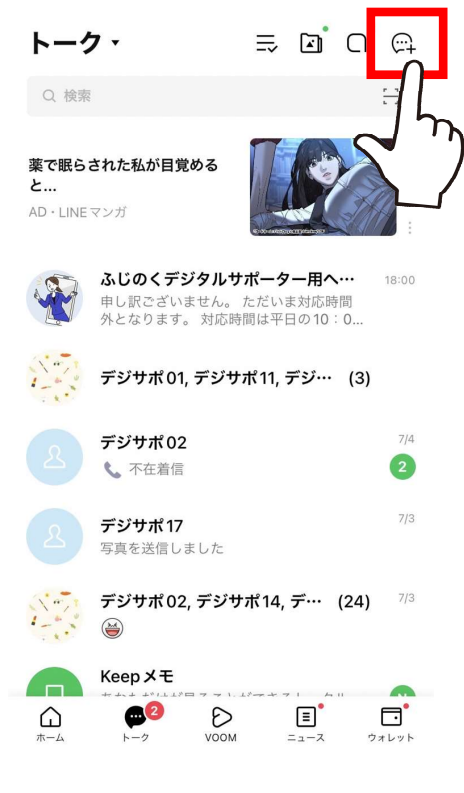 トーク
検索
薬で眠らされた私が目覚める
と...
AD・LINEマンガ
ふじのくデジタルサポーター用へ… 18:00
申し訳ございません。 ただいま対応時間
外となります。 対応時間は平日の10：0...
デジサポ01, デジサポ11, デジ… (3)
デジサポ02 7/4
不在着信 2
デジサポ17 7/3
写真を送信しました
デジサポ02, デジサポ14, デ… (24) 7/3
Keepメモ
2
ホーム トーク VOOM ニュース ウォレット